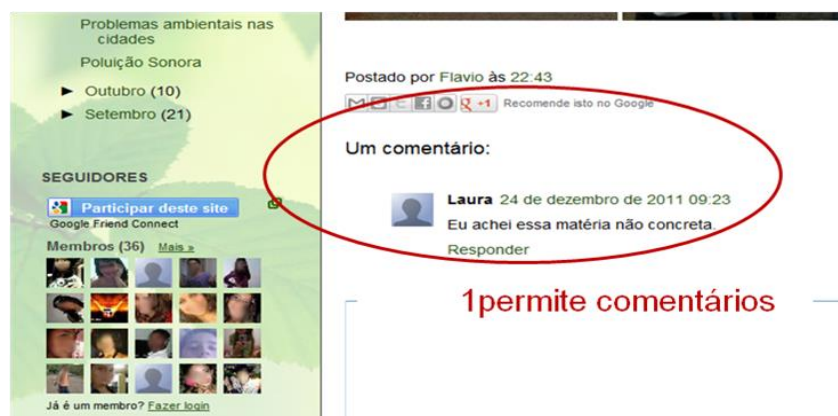 Problemas ambientais nas
cidades
Poluição Sonora
► Outubro (10)
► Setembro (21)
SEGUIDORES
Participar deste site
Google Friend Connect
Membros (36) Mais »
Já é um membro? Fazer login
Postado por Flavio às 22:43
+1 Recomende isto no Google
Um comentário:
Laura 24 de dezembro de 2011 09:23
Eu achei essa matéria não concreta.
Responder
1permite comentários